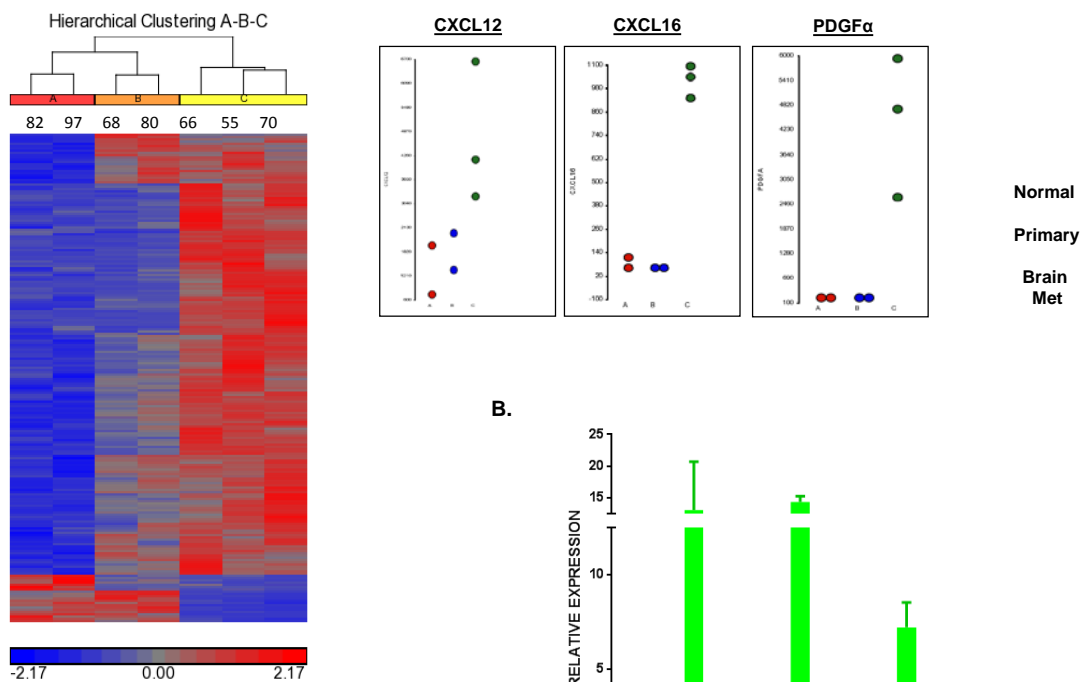 Hierarchical Clustering A-B-C
A B C
82 97 68 80 66 55 70
-2.17 0.00 2.17
CXCL12
A B C
CXCL16
1100
980
860
740
620
500
380
260
140
20
-100
CXCL16
A B C
PDGFα
6000
5410
4820
4230
3640
3050
2460
1870
1280
690
100
PDGFA
A B C
Normal
Primary
Brain
Met
B.
25
20
15
10
5
RELATIVE EXPRESSION